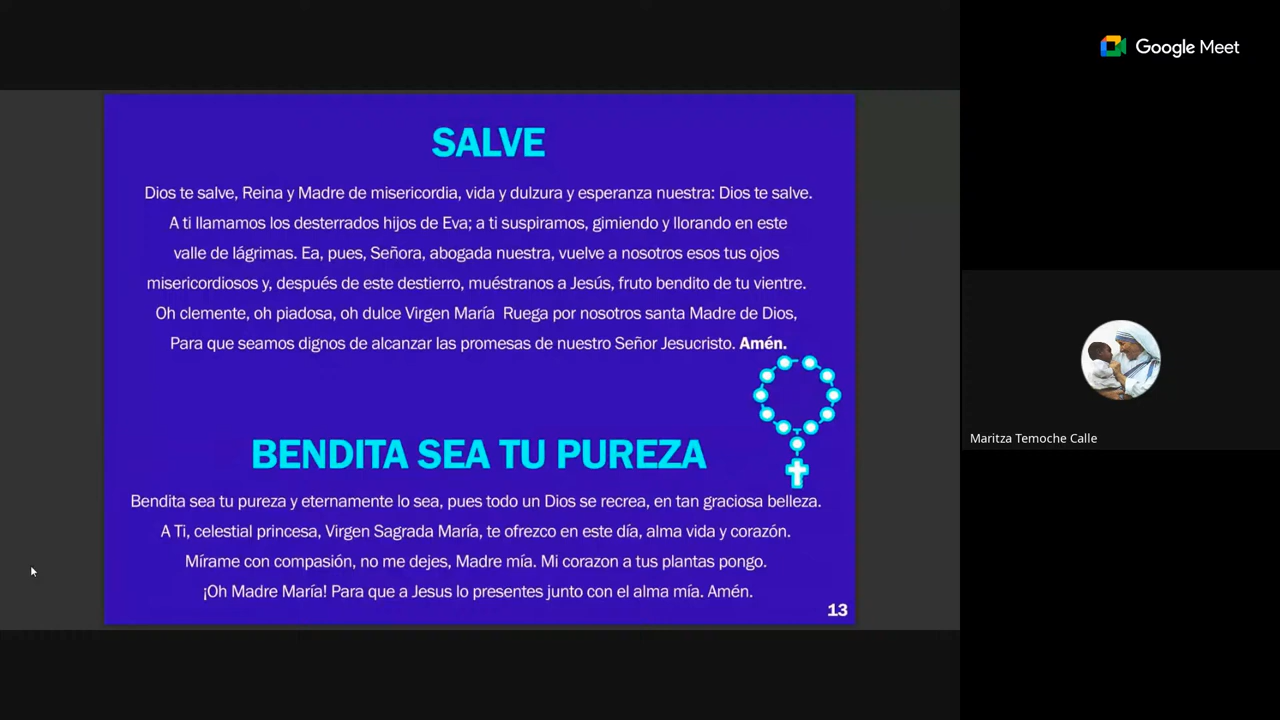 Google Meet
SALVE
Dios te salve, Reina y Madre de misericordia, vida y dulzura y esperanza nuestra: Dios te salve.
A ti llamamos los desterrados hijos de Eva; a ti suspiramos, gimiendo y llorando en este
valle de lágrimas. Ea, pues, Señora, abogada nuestra, vuelve a nosotros esos tus ojos
misericordiosos y, después de este destierro, muéstranos a Jesús, fruto bendito de tu vientre.
Oh clemente, oh piadosa, oh dulce Virgen María  Ruega por nosotros santa Madre de Dios,
Para que seamos dignos de alcanzar las promesas de nuestro Señor Jesucristo. Amén.
BENDITA SEA TU PUREZA
Bendita sea tu pureza y eternamente lo sea, pues todo un Dios se recrea, en tan graciosa belleza.
A Ti, celestial princesa, Virgen Sagrada María, te ofrezco en este día, alma vida y corazón.
Mírame con compasión, no me dejes, Madre mía. Mi corazon a tus plantas pongo.
¡Oh Madre María! Para que a Jesus lo presentes junto con el alma mía. Amén.
13
Maritza Temoche Calle